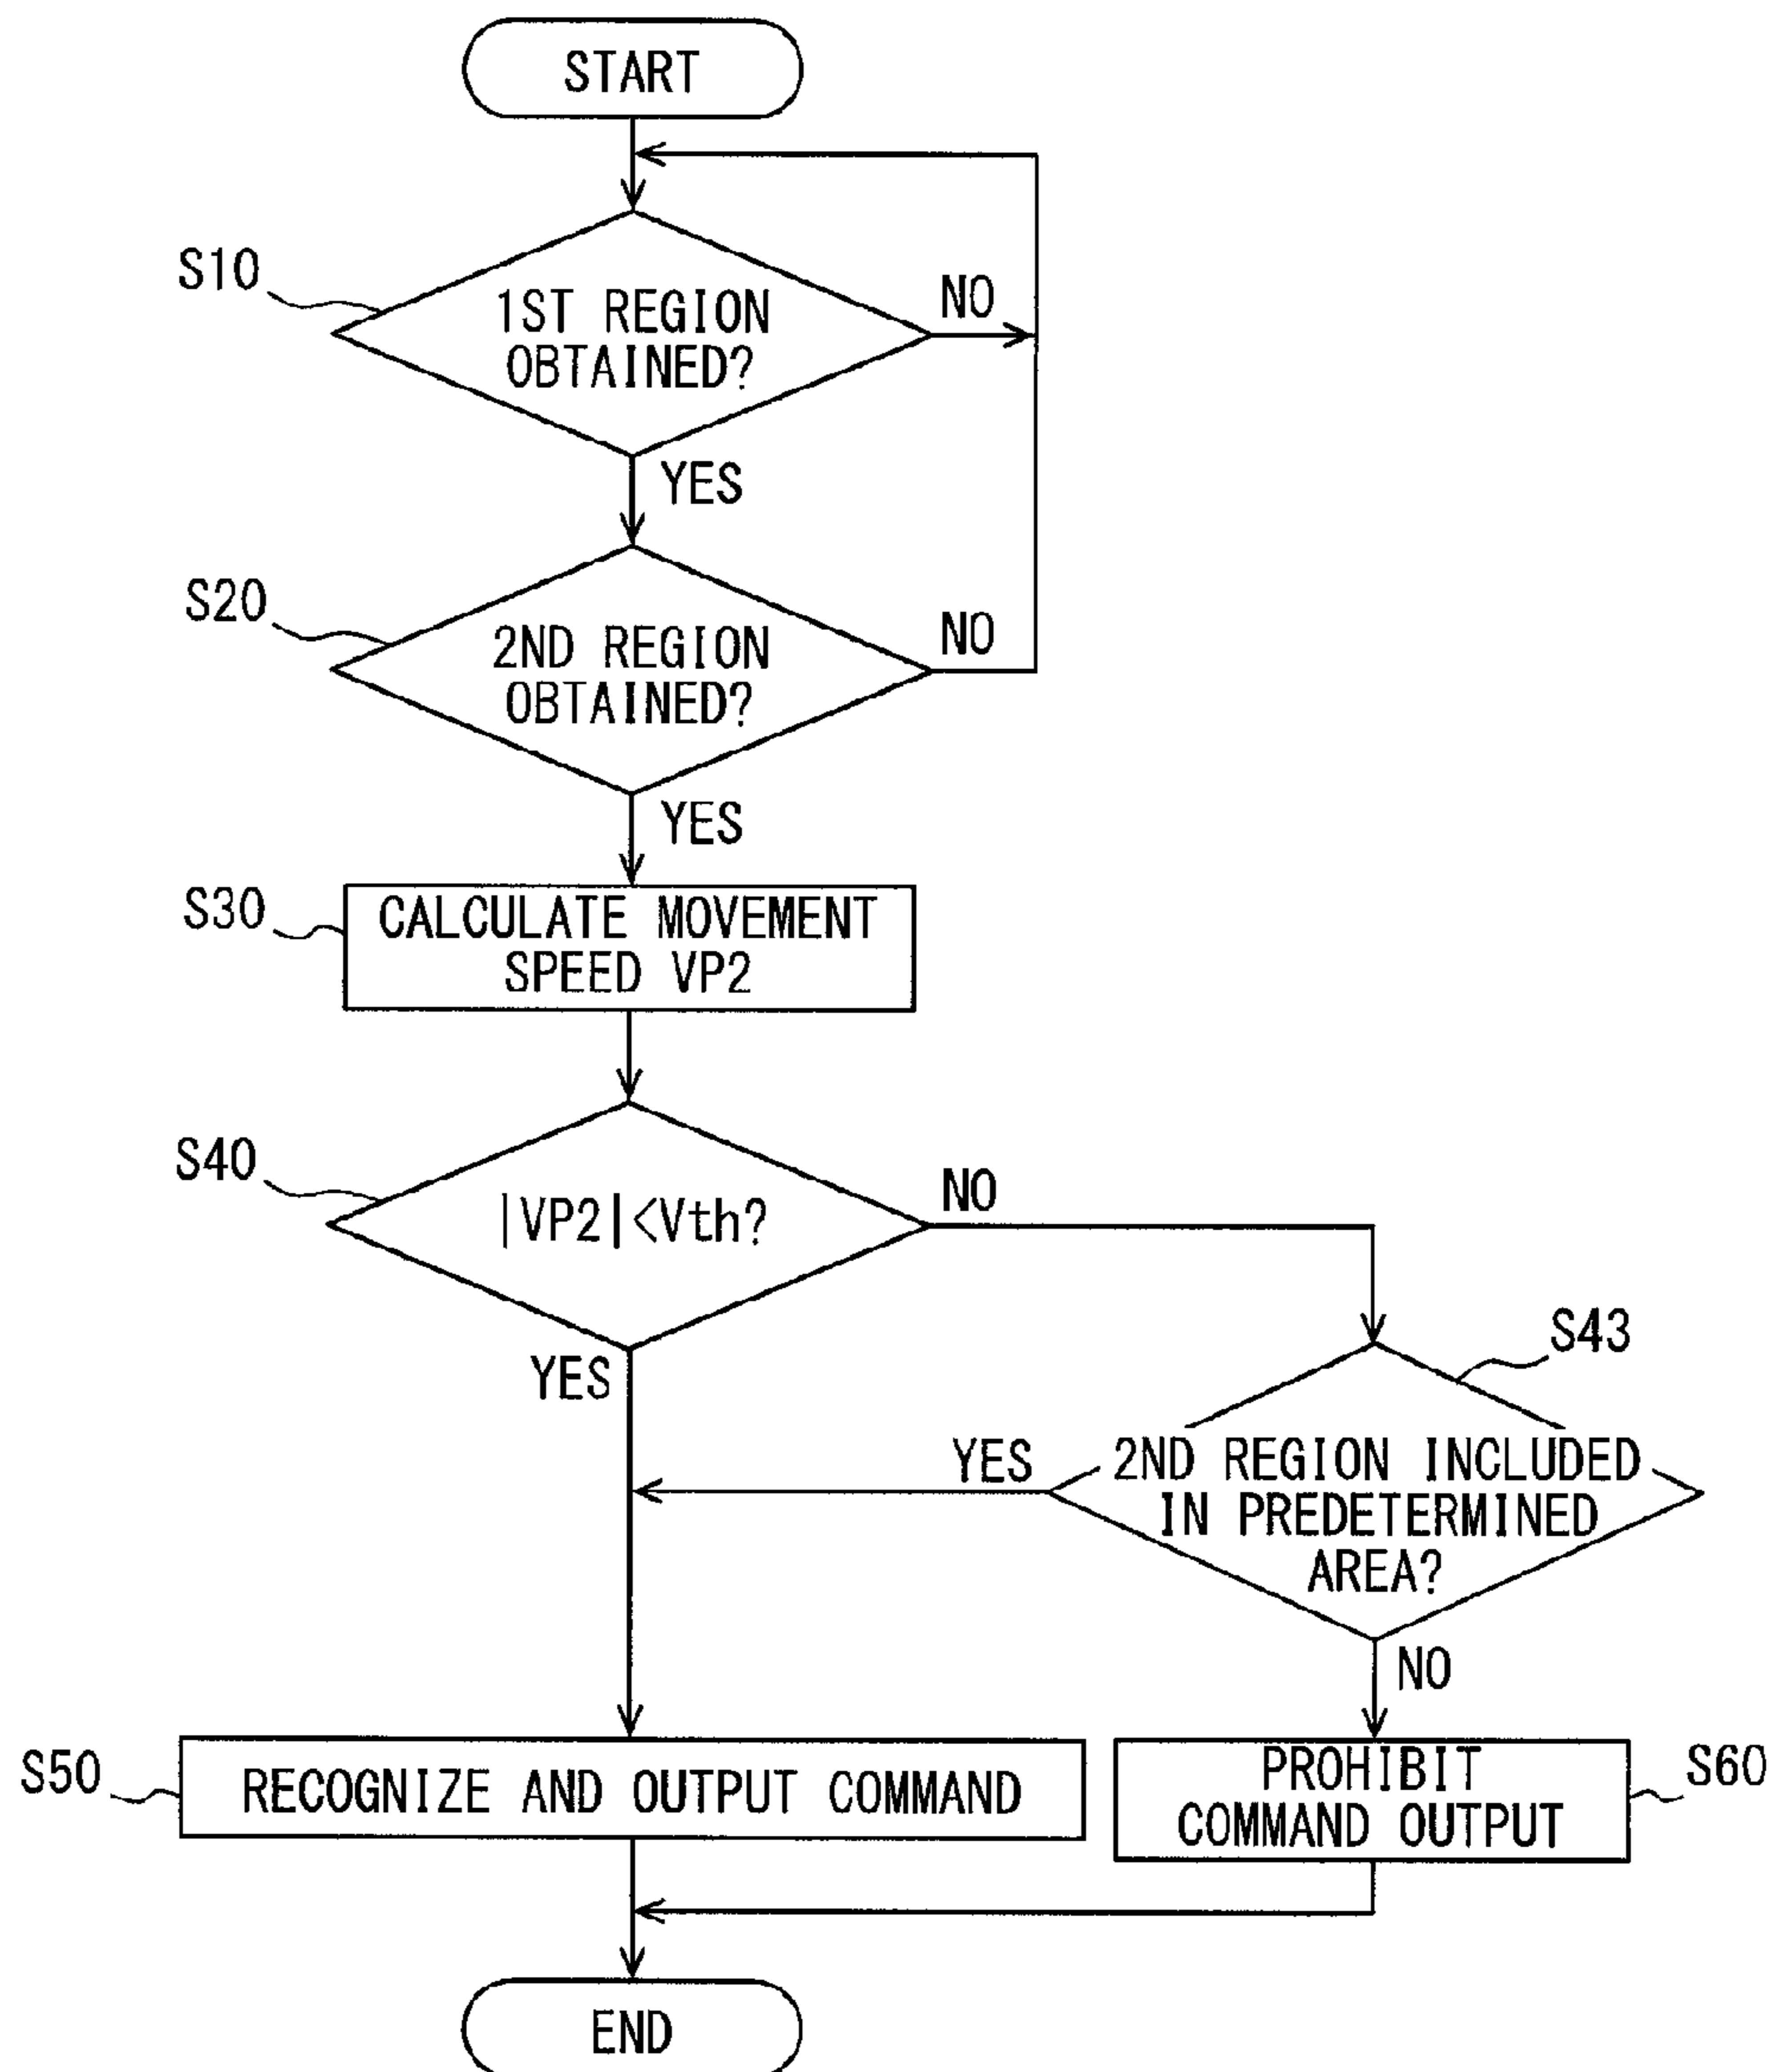 START
S10
1ST REGION
OBTAINED?
NO
YES
S20
2ND REGION
OBTAINED?
NO
YES
S30
CALCULATE MOVEMENT
SPEED VP2
S40
|VP2|<Vth?
NO
YES
S43
2ND REGION INCLUDED
IN PREDETERMINED
AREA?
YES
NO
S50
RECOGNIZE AND OUTPUT COMMAND
PROHIBIT
COMMAND OUTPUT
S60
END